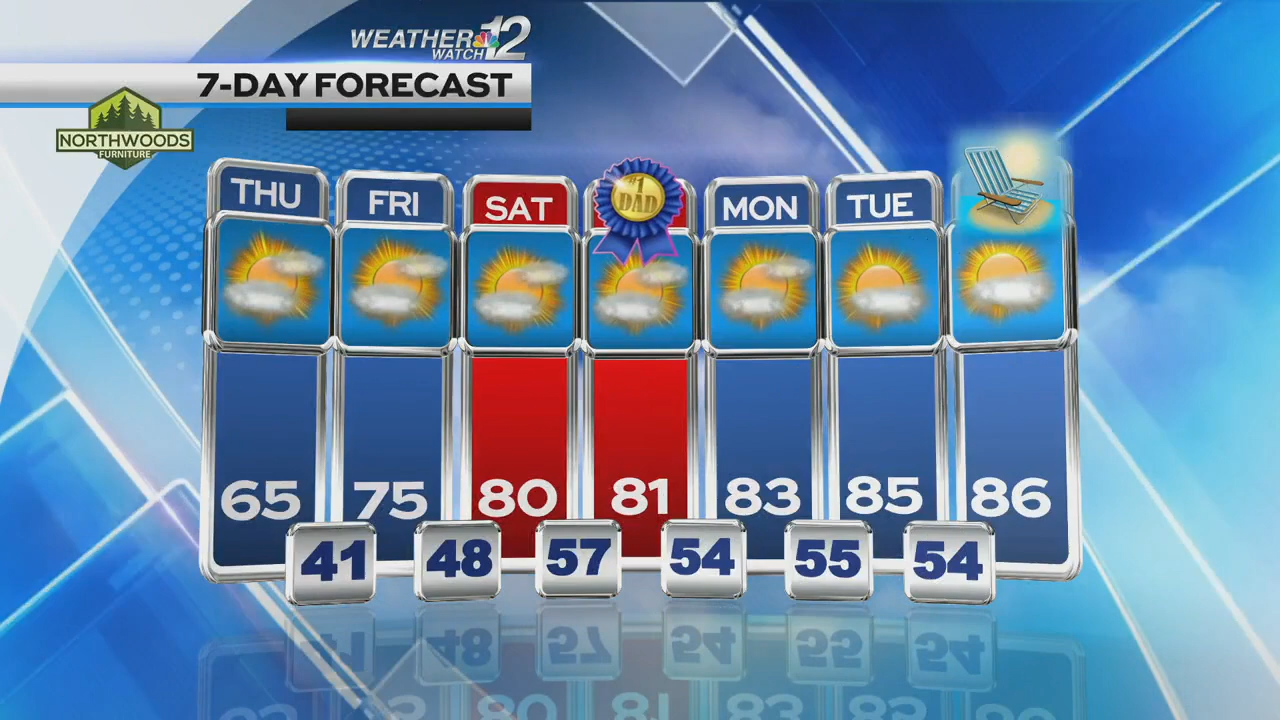 WEATHER 12
WATCH
7-DAY FORECAST
NORTHWOODS
FURNITURE
THU FRI SAT #1 DAD MON TUE
65 75 80 81 83 85 86
41 48 57 54 55 54